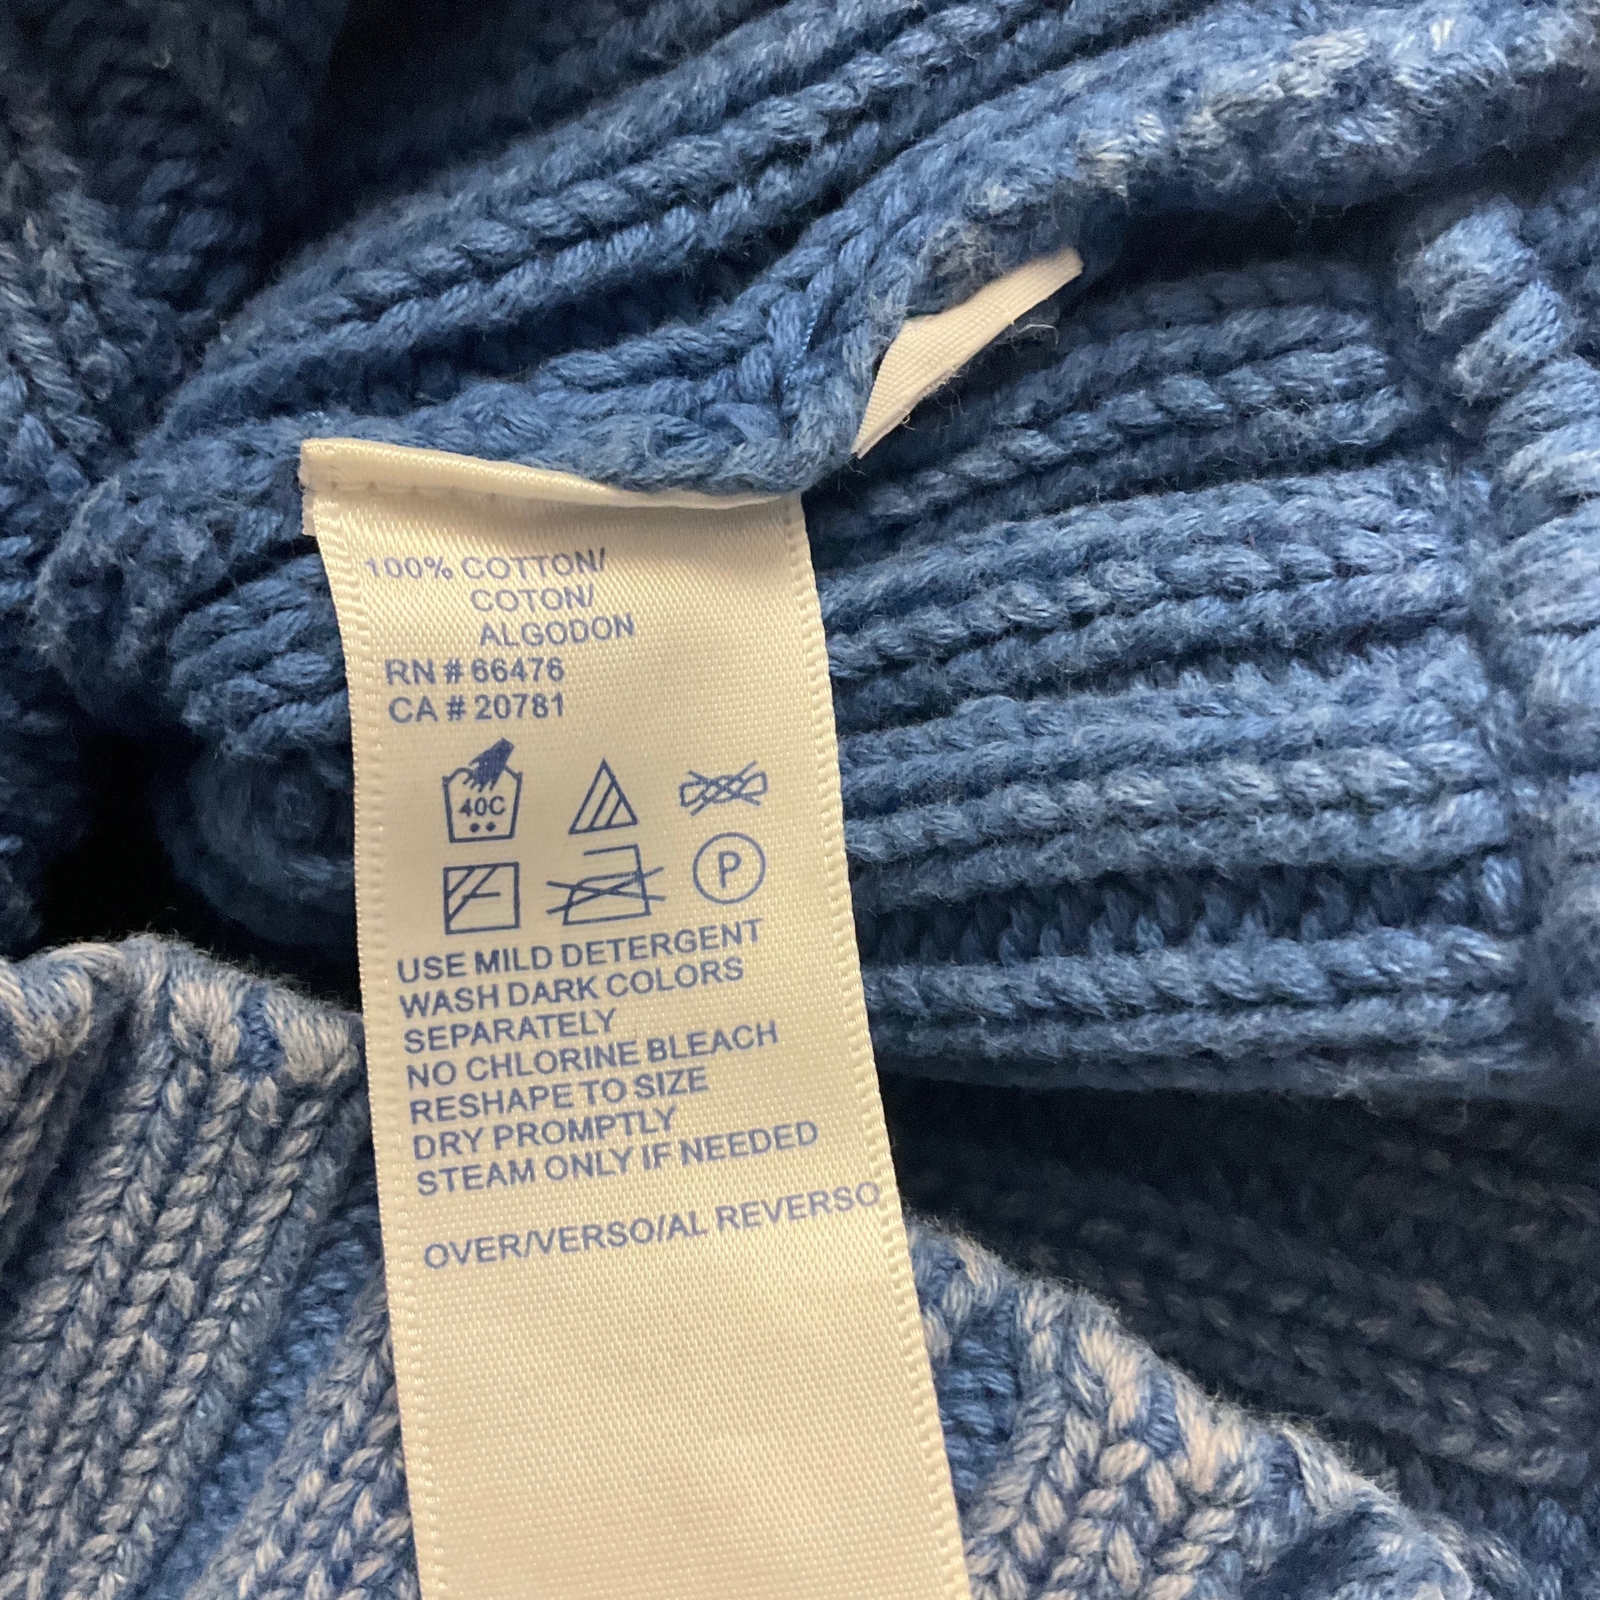 100% COTTON/
COTON/
ALGODON
RN # 66476
CA # 20781
40C
P
USE MILD DETERGENT
WASH DARK COLORS
SEPARATELY
NO CHLORINE BLEACH
RESHAPE TO SIZE
DRY PROMPTLY
STEAM ONLY IF NEEDED
OVER/VERSO/AL REVERSO